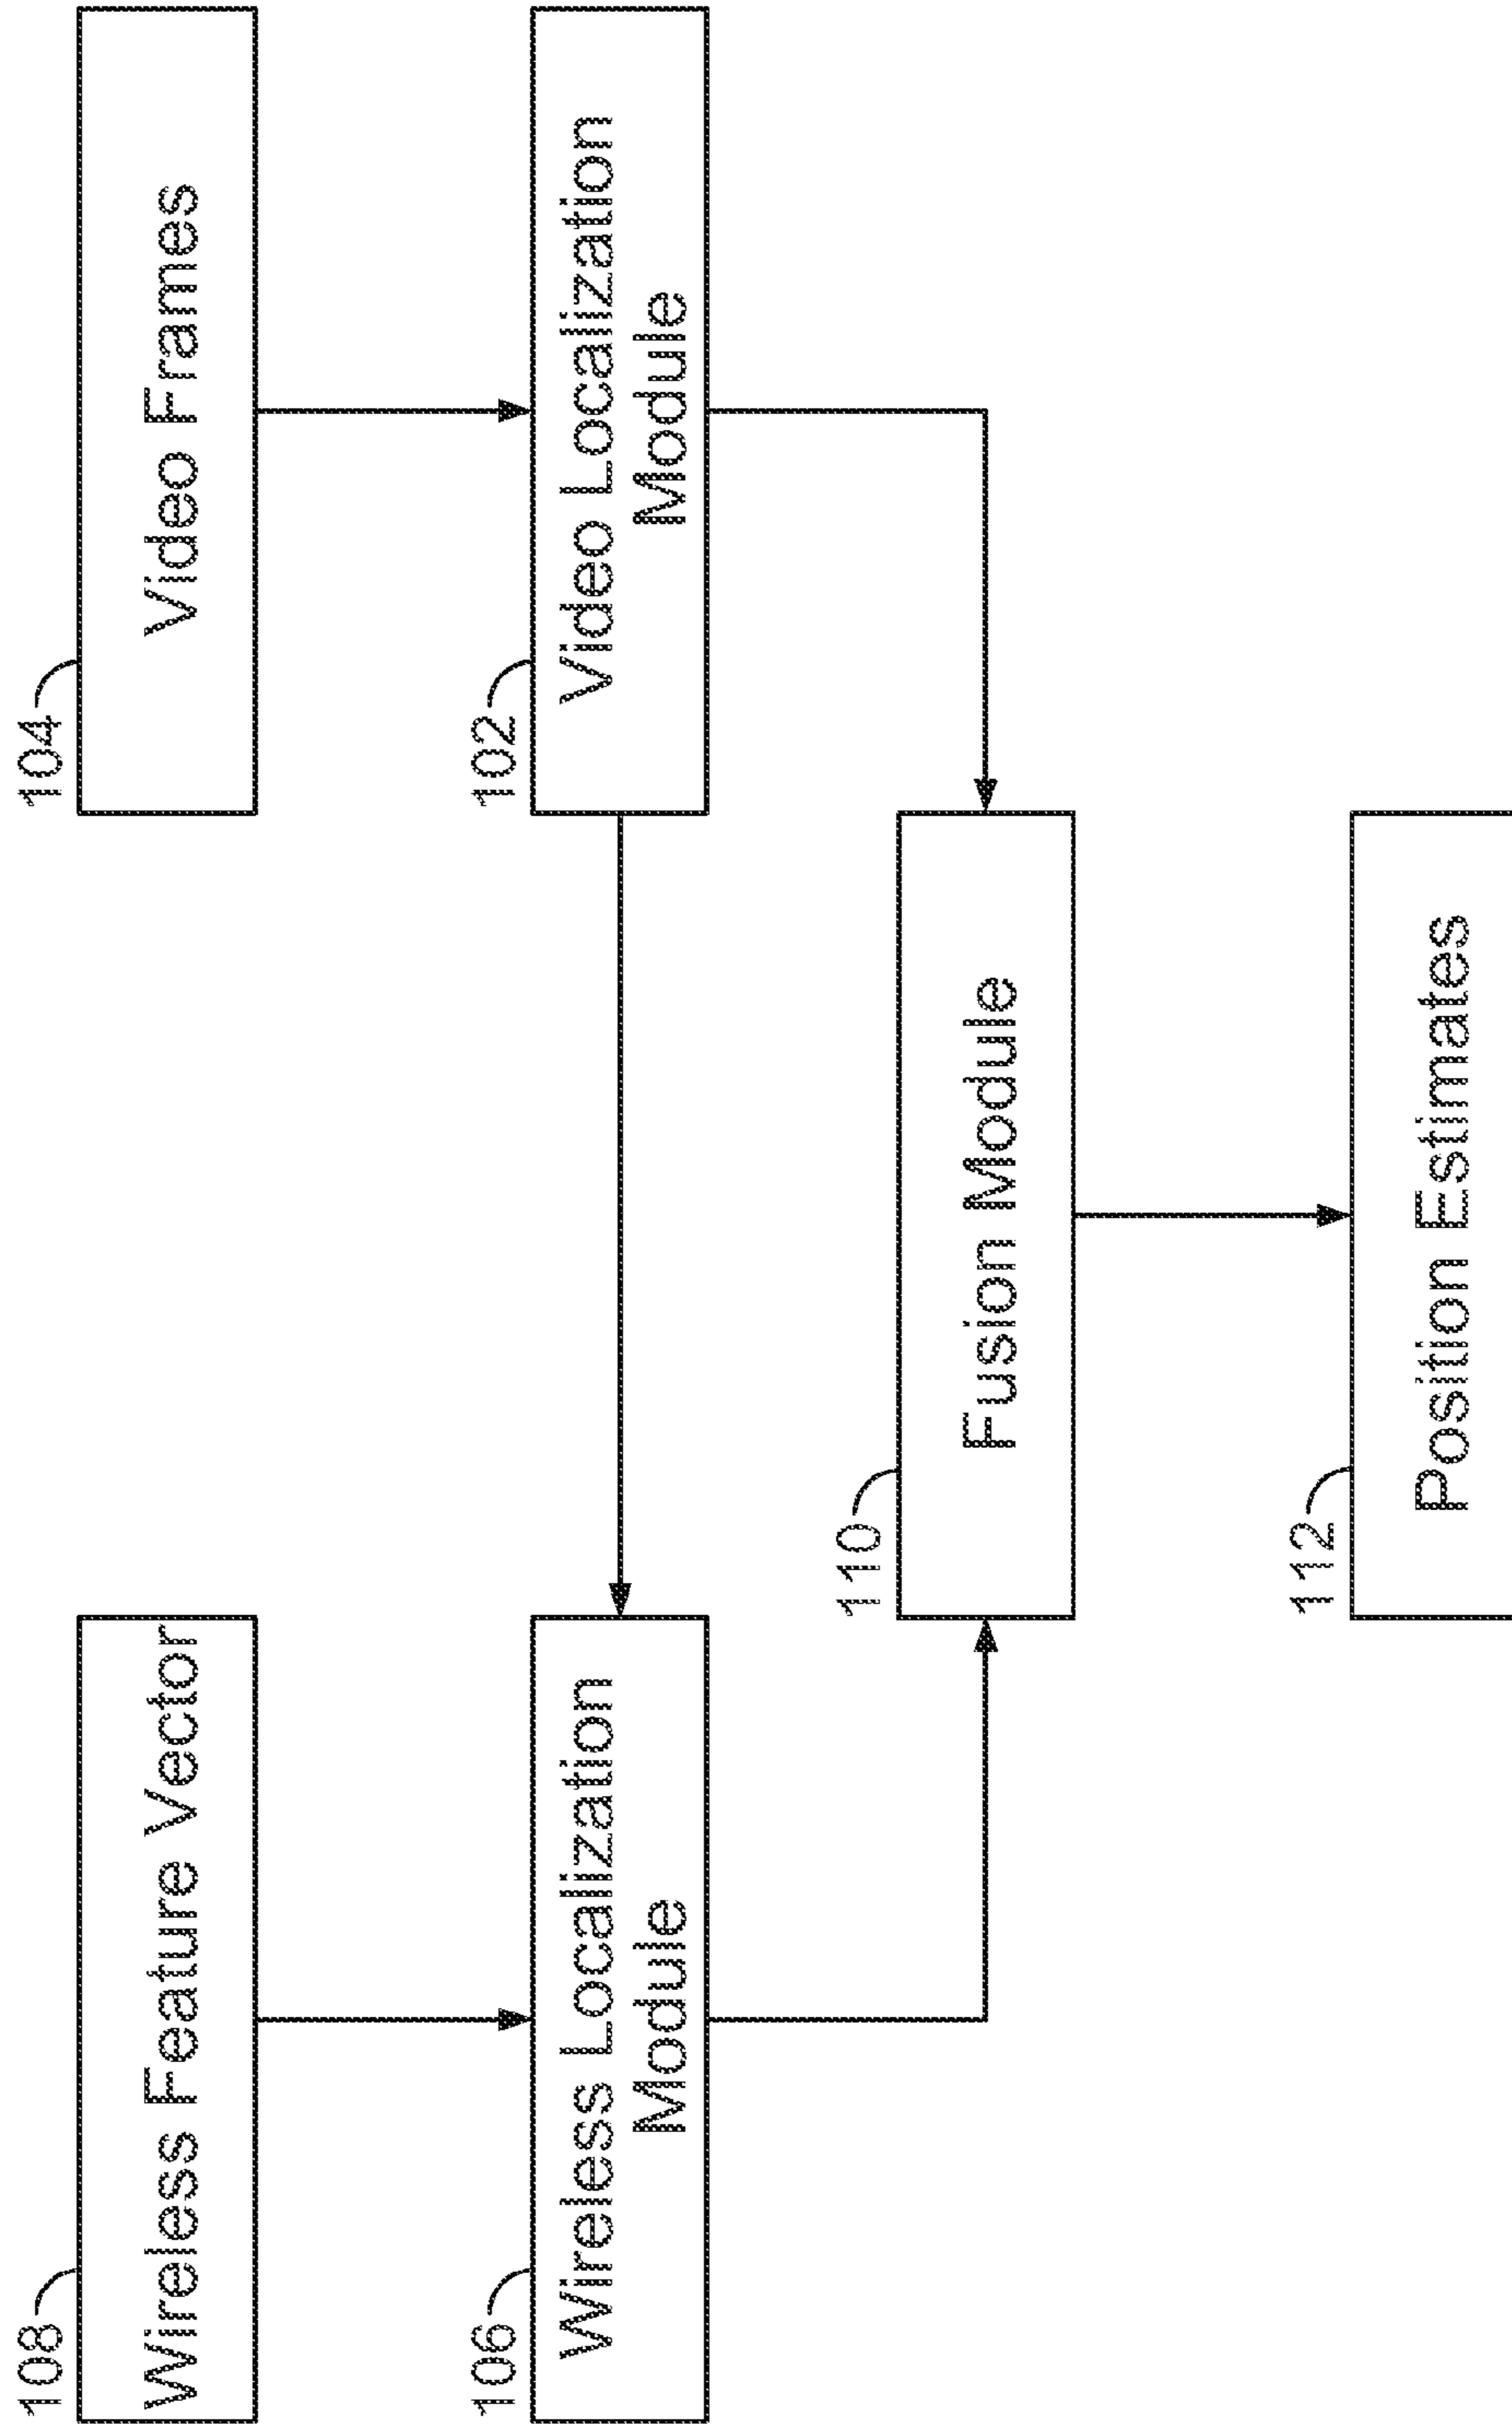 108
Wireless Feature Vector
104
Video Frames
106
Wireless Localization
Module
102
Video Localization
Module
110
Fusion Module
112
Position Estimates